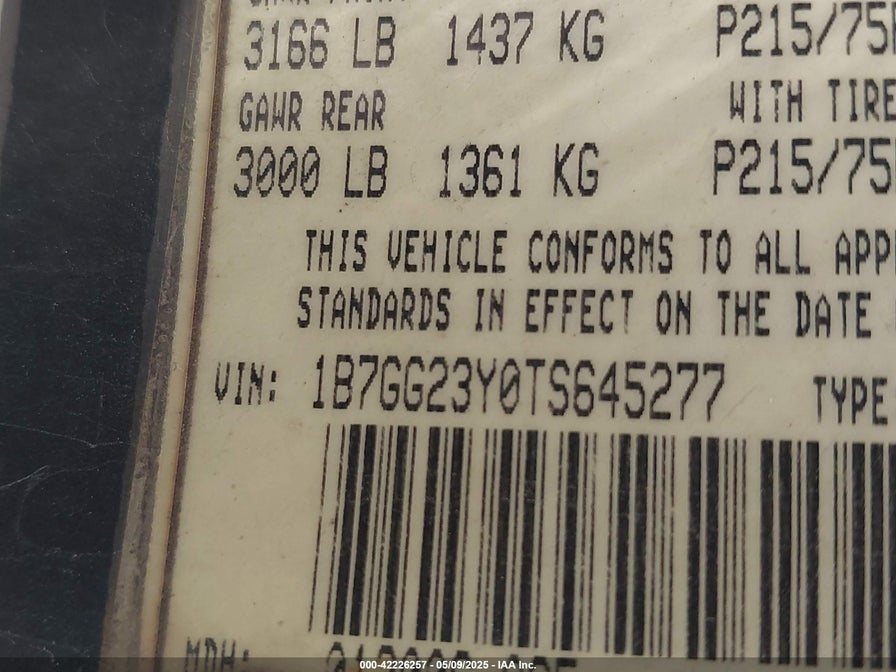 3166 LB 1437 KG P215/75
GAWR REAR WITH TIRE
3000 LB 1361 KG P215/75
THIS VEHICLE CONFORMS TO ALL APP
STANDARDS IN EFFECT ON THE DATE
VIN: 1B7GG23Y0TS645277 TYPE
MDH:
000-42226257 - 05/09/2025 - IAA Inc.